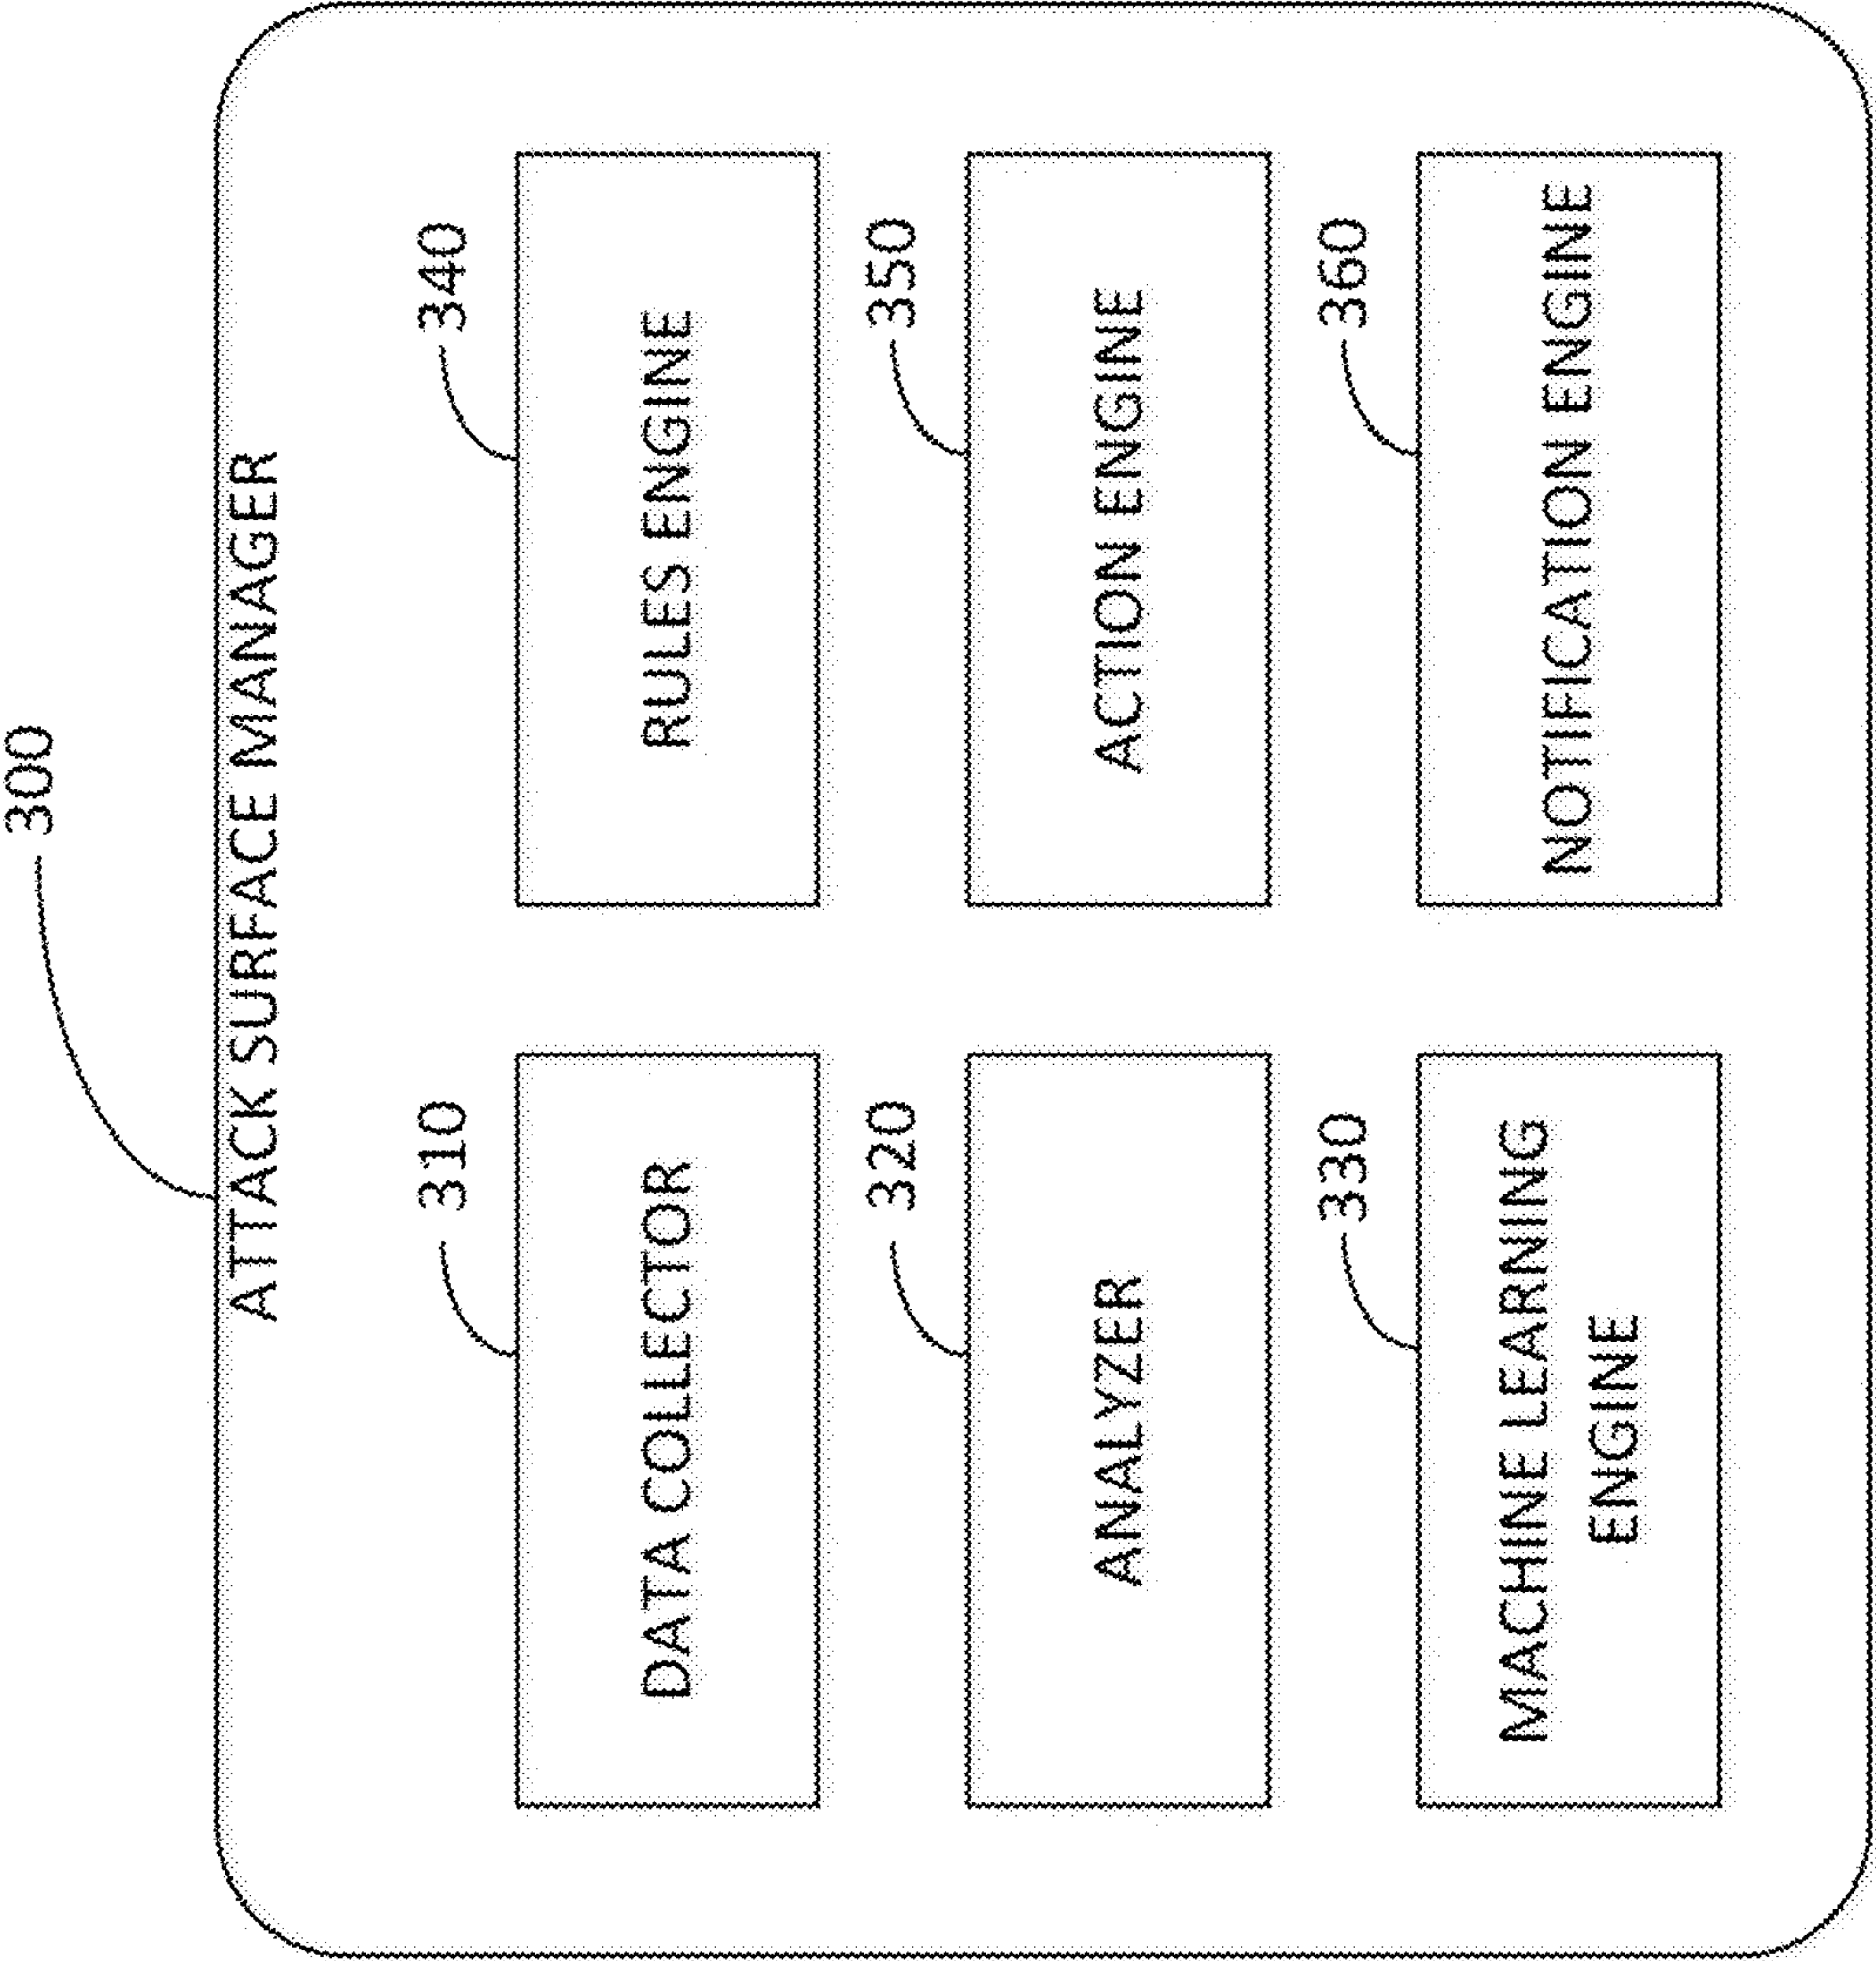 300
ATTACK SURFACE MANAGER
310
DATA COLLECTOR
340
RULES ENGINE
320
ANALYZER
350
ACTION ENGINE
330
MACHINE LEARNING
ENGINE
360
NOTIFICATION ENGINE